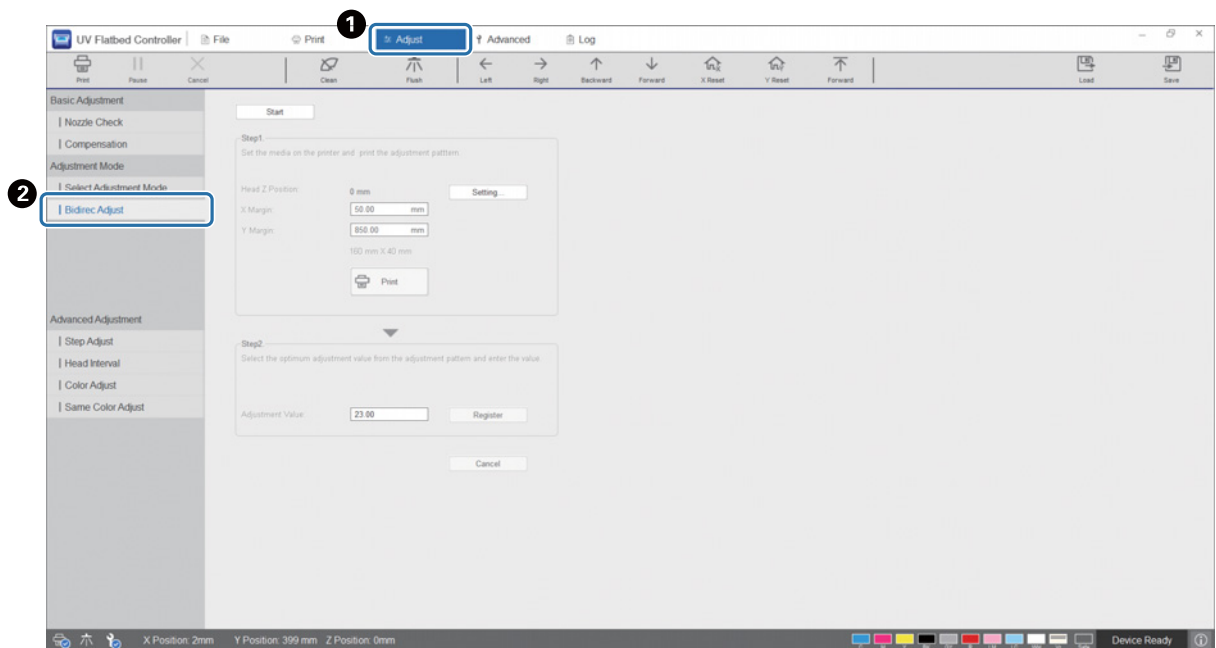 1
UV Flatbed Controller File Print Adjust Advanced Log
Print Pause Cancel Clean Flush Left Right Backward Forward X Reset Y Reset Forward Load Save
Basic Adjustment
Nozzle Check
Compensation
Adjustment Mode
2
Select Adjustment Mode
Bidirec Adjust
Advanced Adjustment
Step Adjust
Head Interval
Color Adjust
Same Color Adjust
Start
Step1.
Set the media on the printer and print the adjustment patttern.
Head Z Position: 0 mm Setting...
X Margin: 50.00 mm
Y Margin: 850.00 mm
160 mm X 40 mm
Print
Step2
Select the optimum adjustment value from the adjustment pattern and enter the value.
Adjustment Value: 23.00 Register
Cancel
X Position: 2mm Y Position: 399 mm Z Position: 0mm Device Ready